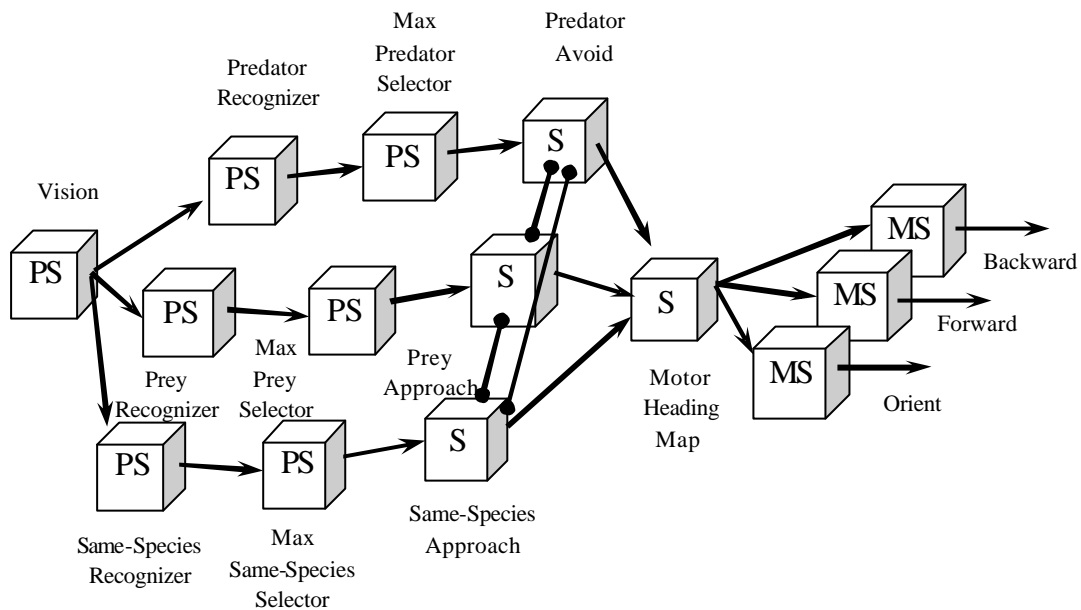 Max
Predator
Selector
Predator
Avoid
Predator
Recognizer
S
PS
PS
Vision
MS
PS
S
MS
Backward
PS
PS
S
Forward
MS
Prey
Recognizer
Max
Prey
Selector
Prey
Approach
Motor
Heading
Map
Orient
PS
PS
S
Same-Species
Recognizer
Max
Same-Species
Selector
Same-Species
Approach